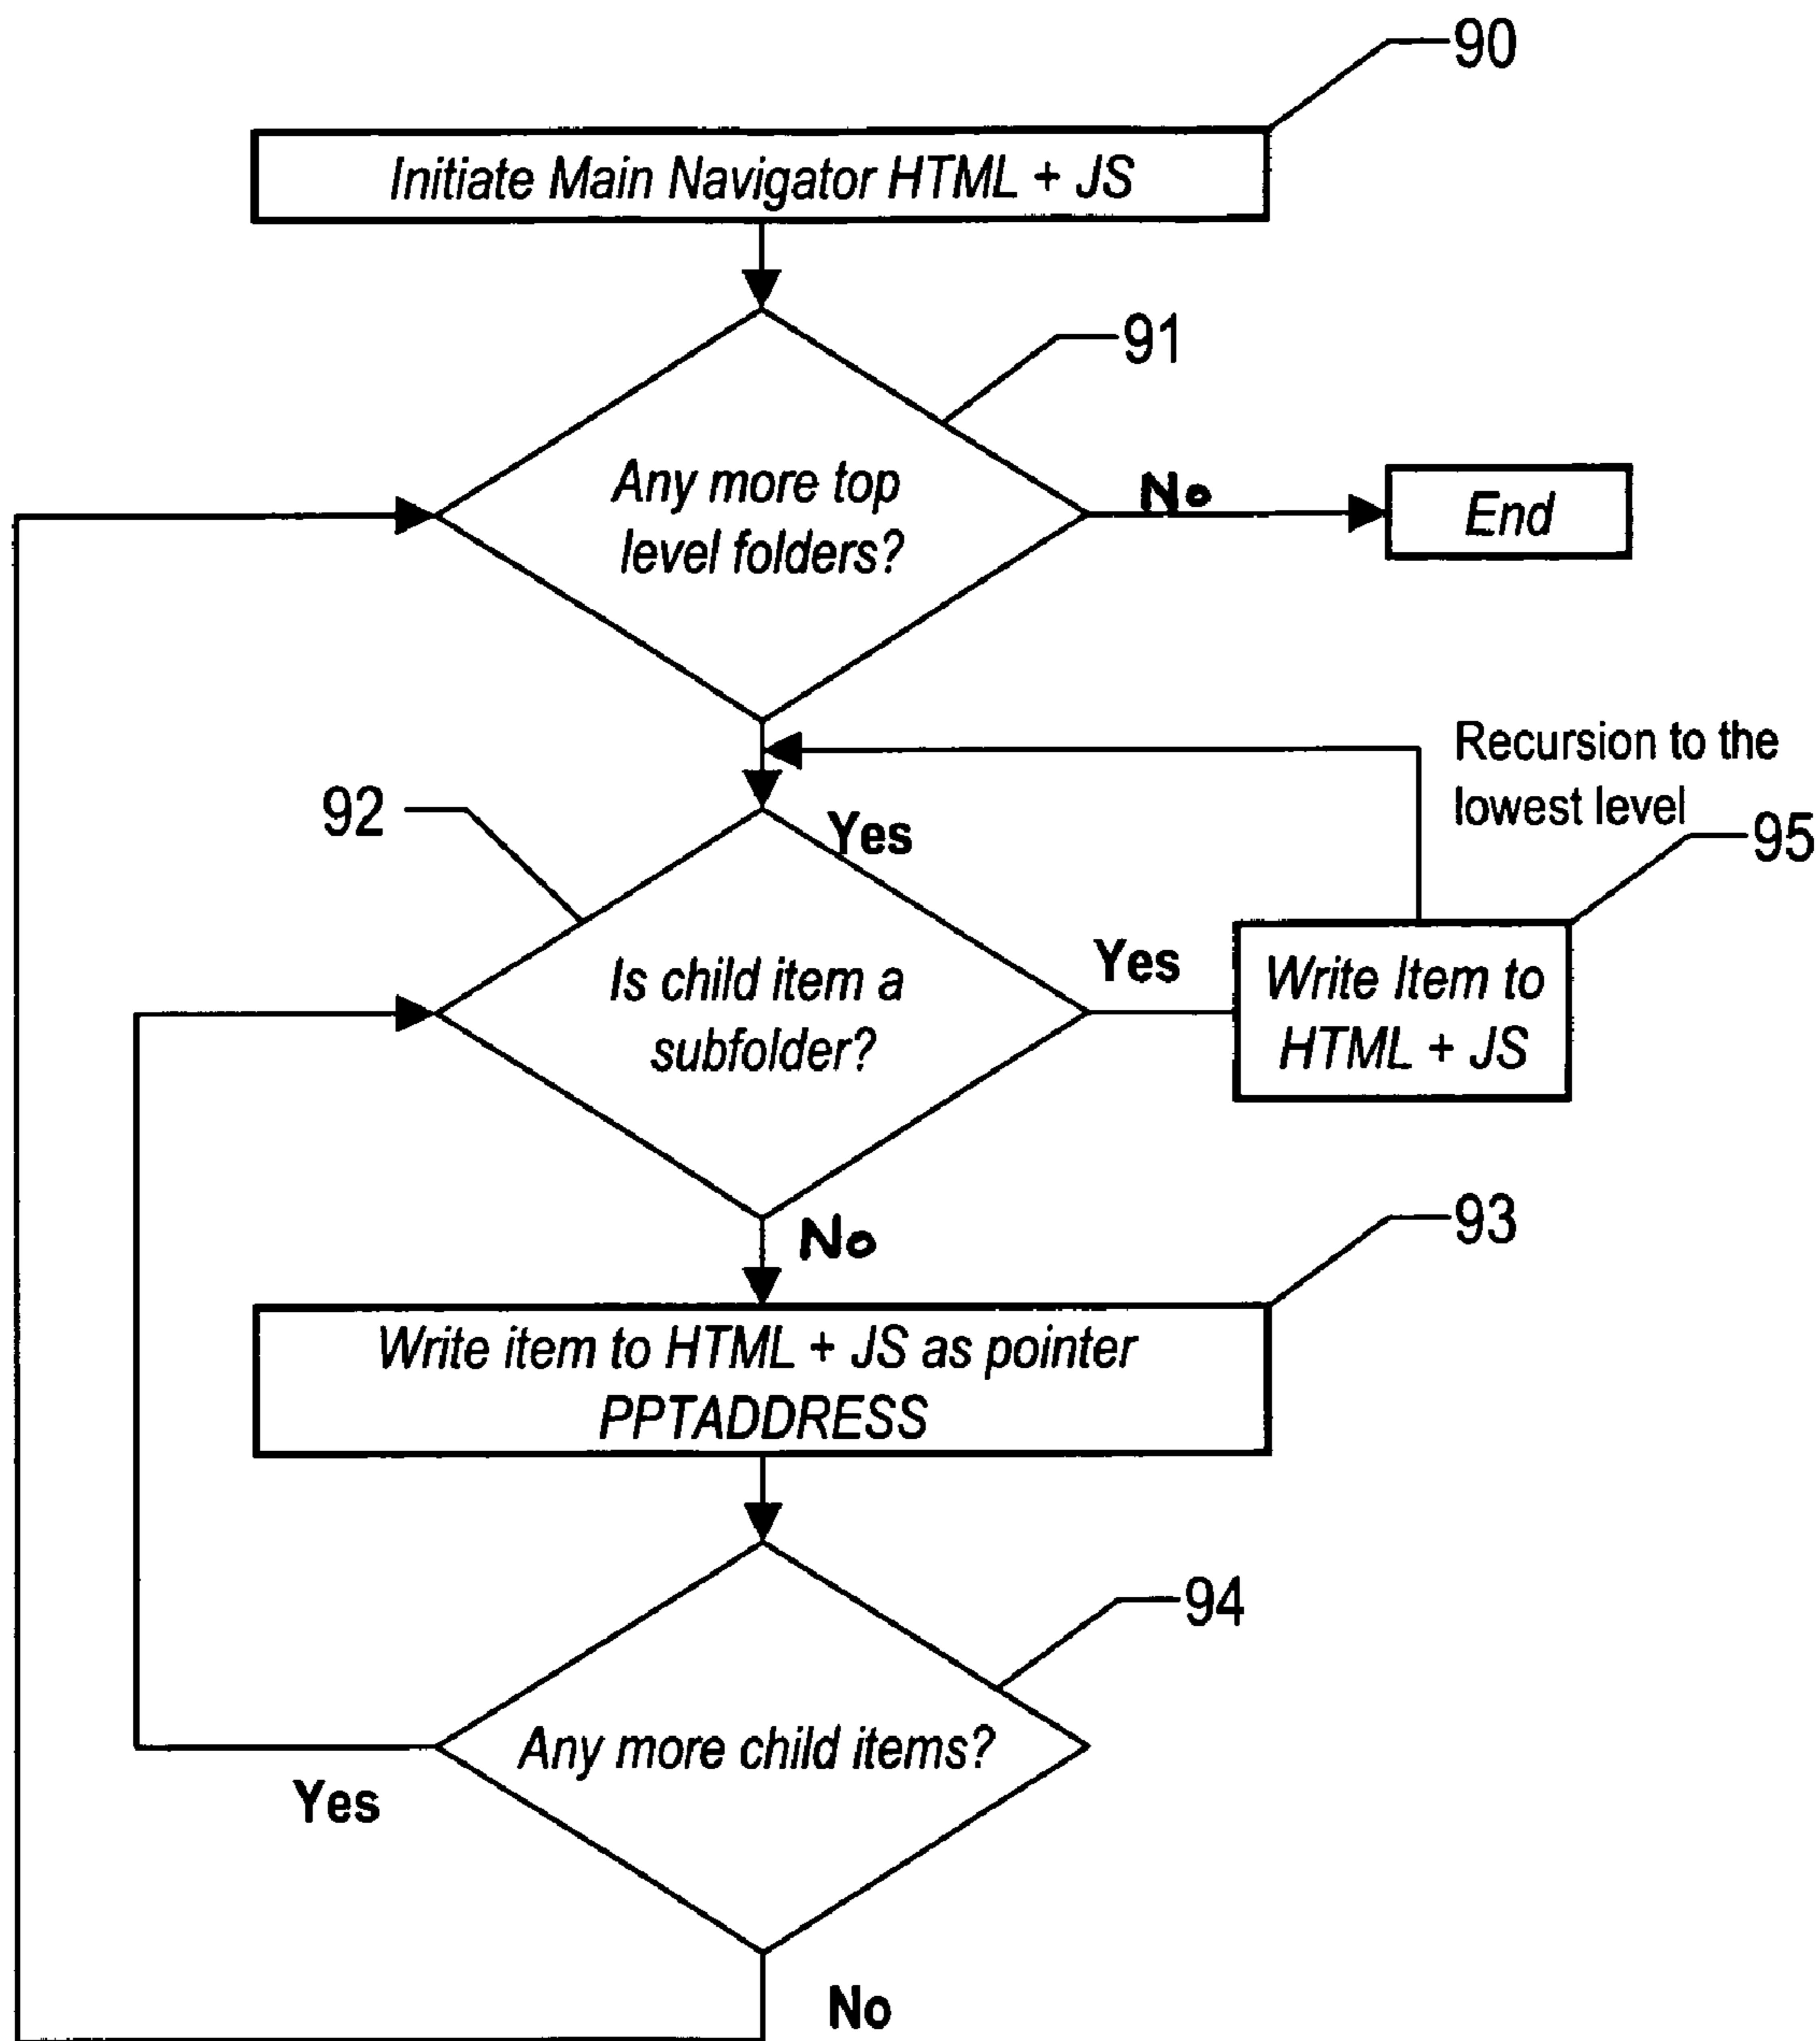 90
Initiate Main Navigator HTML + JS
91
Any more top
level folders?
No
End
Recursion to the
lowest level
92
Yes
95
Is child item a
subfolder?
Yes
Write Item to
HTML + JS
No
93
Write item to HTML + JS as pointer
PPTADDRESS
94
Any more child items?
Yes
No